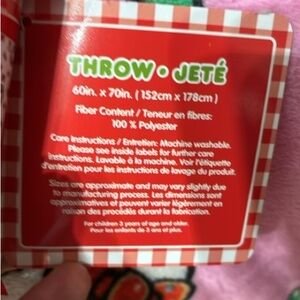 THROW • JETÉ
60in. x 70in. (152cm x 178cm)
Fiber Content / Teneur en fibres:
100 % Polyester
Care Instructions / Entretien: Machine washable.
Please see inside labels for further care
instructions. Lavable à la machine. Voir l'étiquette
d'entretien pour les instructions de lavage du produit.
Sizes are approximate and may vary slightly due
to manufacturing process. Les dimensions sont
approximatives et peuvent varier légèrement en
raison des procédés durant la fabrication.
For children 3 years of age and older.
Pour les enfants de 3 ans et plus.